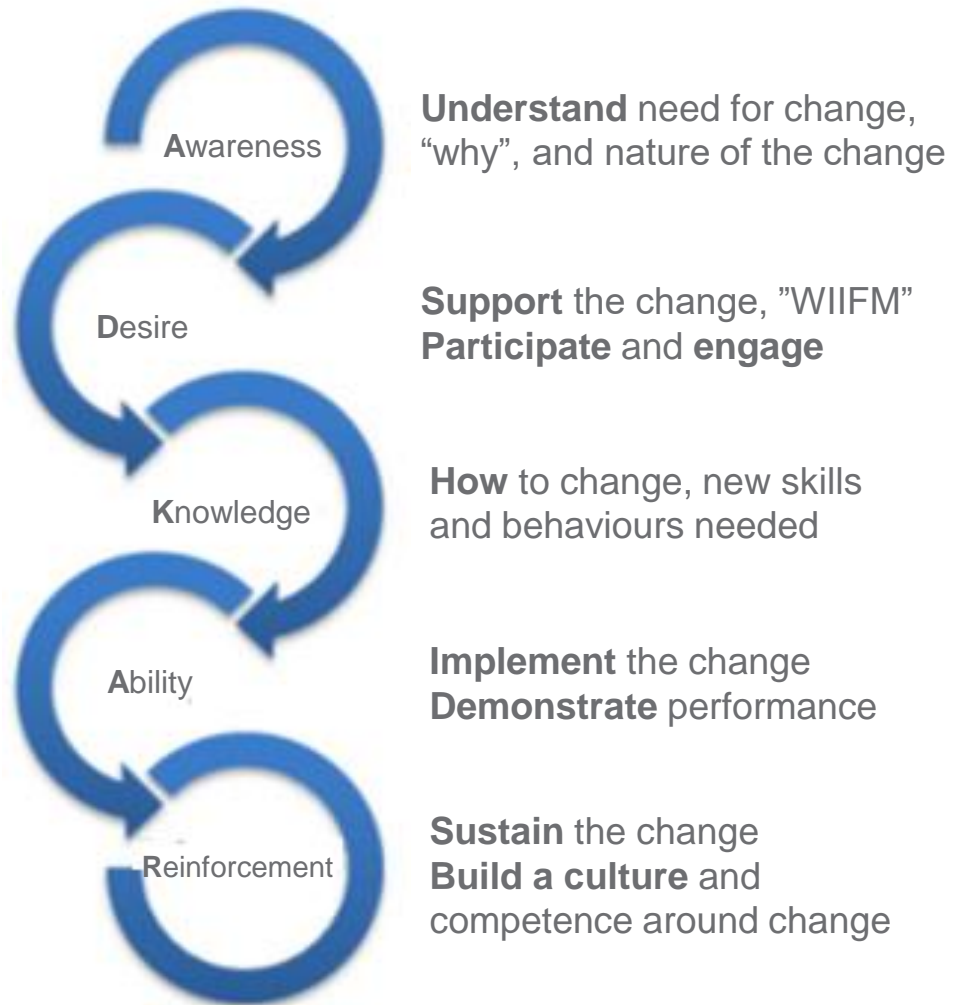 Awareness
Understand need for change,
“why”, and nature of the change
Desire
Support the change, ”WIIFM”
Participate and engage
Knowledge
How to change, new skills
and behaviours needed
Ability
Implement the change
Demonstrate performance
Reinforcement
Sustain the change
Build a culture and
competence around change